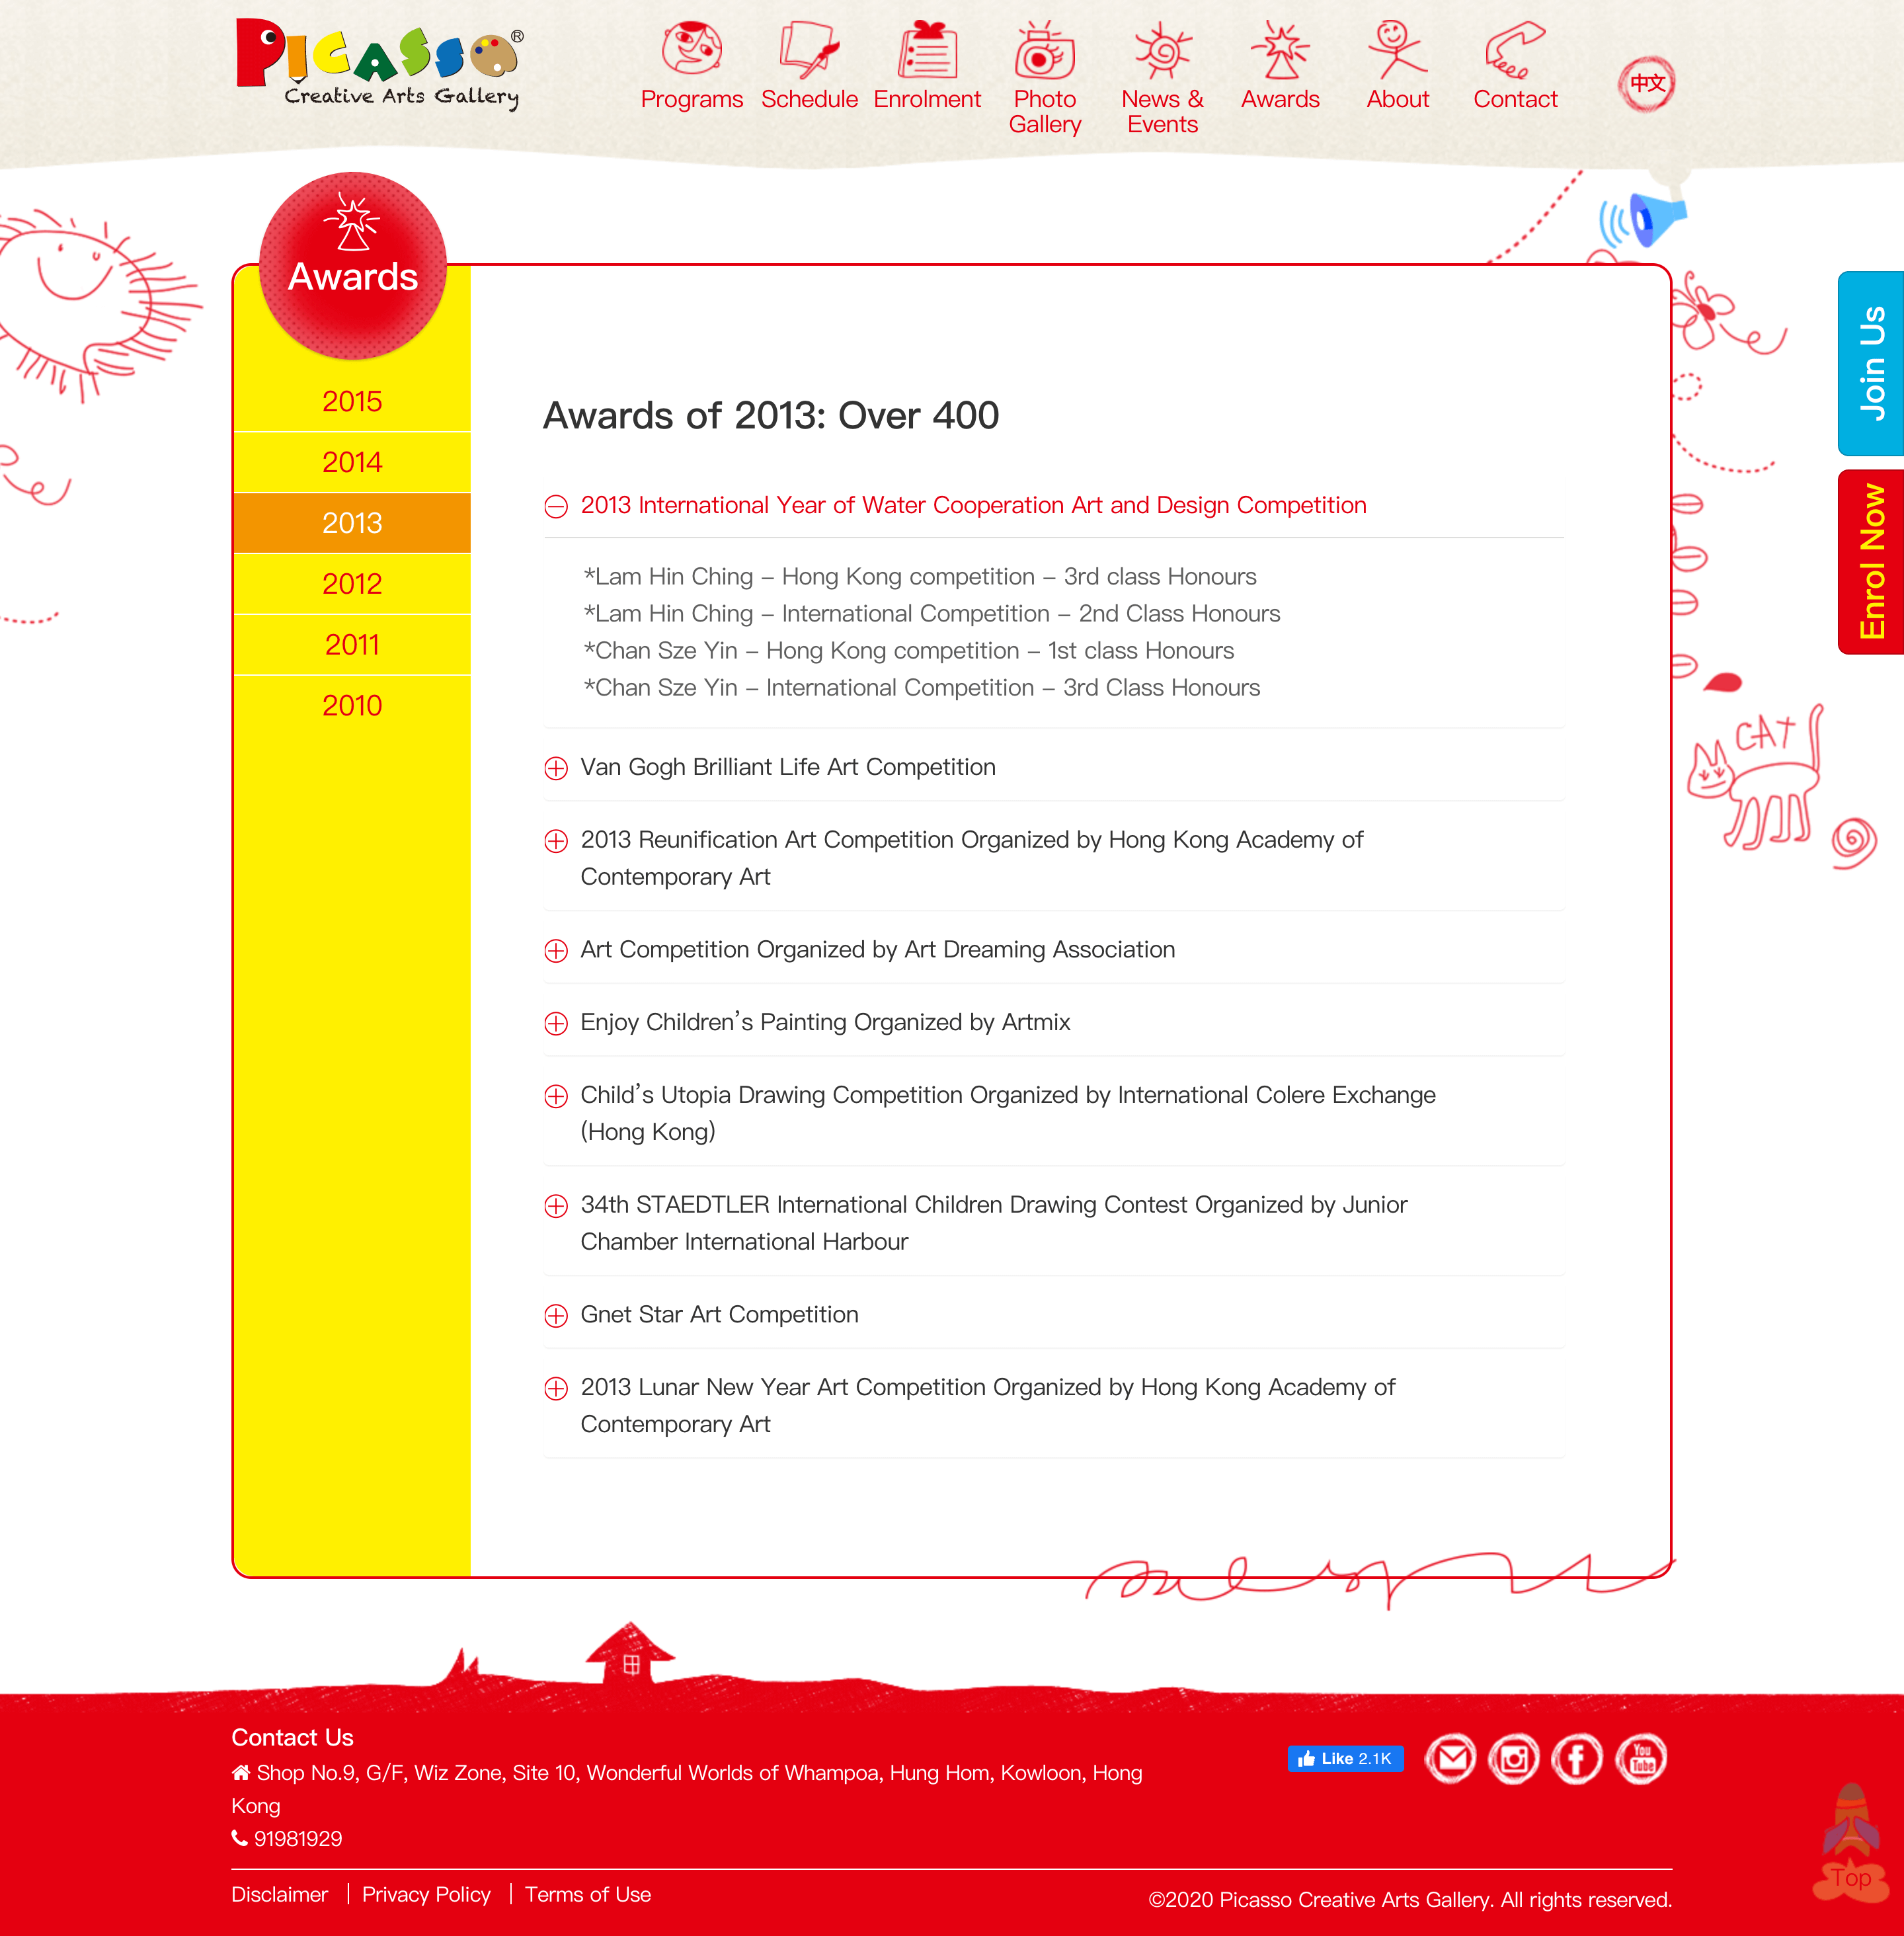 PICASSO®
Creative Arts Gallery
Programs
Schedule
Enrolment
Photo
Gallery
News &
Events
Awards
About
Contact
中文
Awards
2015
2014
2013
2012
2011
2010
Awards of 2013: Over 400
2013 International Year of Water Cooperation Art and Design Competition
*Lam Hin Ching – Hong Kong competition – 3rd class Honours
*Lam Hin Ching – International Competition – 2nd Class Honours
*Chan Sze Yin – Hong Kong competition – 1st class Honours
*Chan Sze Yin – International Competition – 3rd Class Honours
Van Gogh Brilliant Life Art Competition
2013 Reunification Art Competition Organized by Hong Kong Academy of
Contemporary Art
Art Competition Organized by Art Dreaming Association
Enjoy Children’s Painting Organized by Artmix
Child’s Utopia Drawing Competition Organized by International Colere Exchange
(Hong Kong)
34th STAEDTLER International Children Drawing Contest Organized by Junior
Chamber International Harbour
Gnet Star Art Competition
2013 Lunar New Year Art Competition Organized by Hong Kong Academy of
Contemporary Art
Join Us
Enrol Now
CAT
Contact Us
Shop No.9, G/F, Wiz Zone, Site 10, Wonderful Worlds of Whampoa, Hung Hom, Kowloon, Hong
Kong
91981929
Like 2.1K
You
Tube
Top
Disclaimer
Privacy Policy
Terms of Use
©2020 Picasso Creative Arts Gallery. All rights reserved.